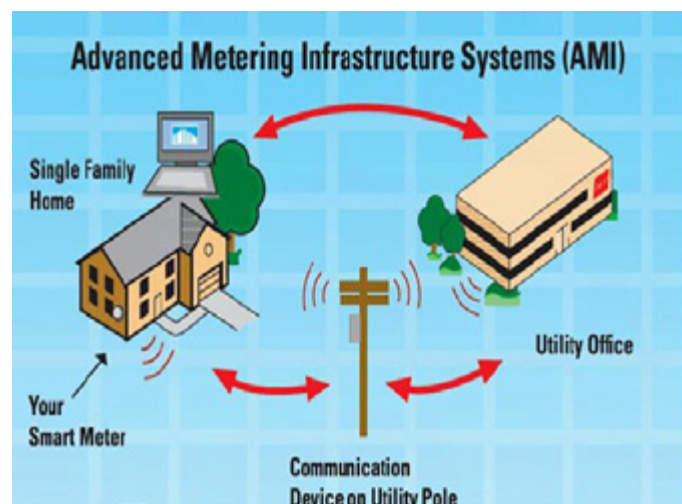 Advanced Metering Infrastructure Systems (AMI)
Single Family
Home
Utility Office
Your
Smart Meter
Communication
Device on Utility Pole